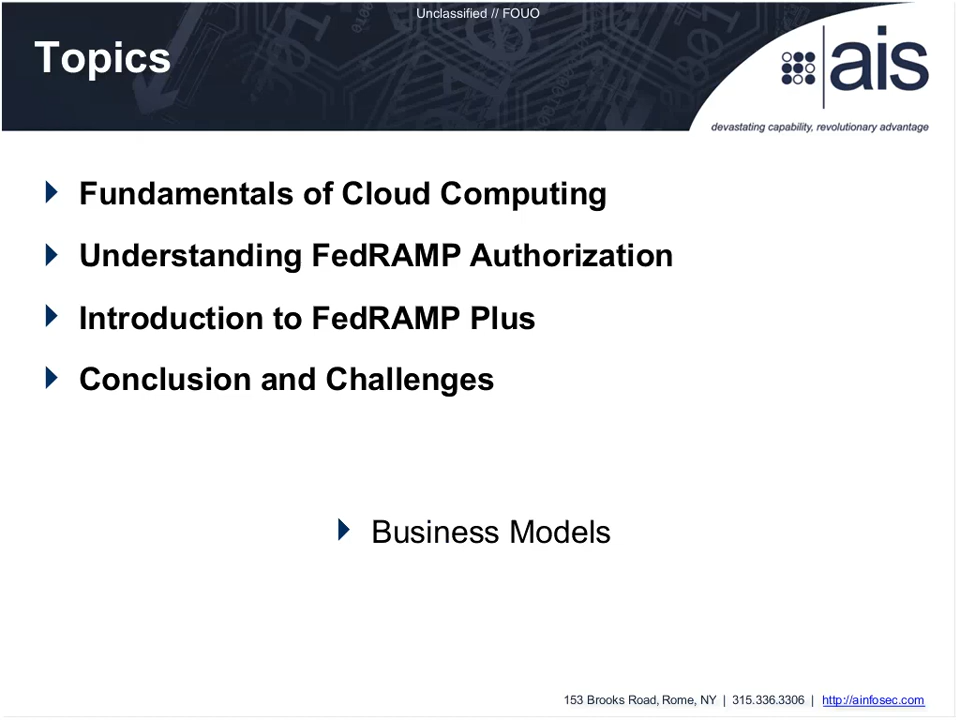 Unclassified // FOUO
Topics
ais
devastating capability, revolutionary advantage
Fundamentals of Cloud Computing
Understanding FedRAMP Authorization
Introduction to FedRAMP Plus
Conclusion and Challenges
Business Models
153 Brooks Road, Rome, NY | 315.336.3306 | http://ainfosec.com